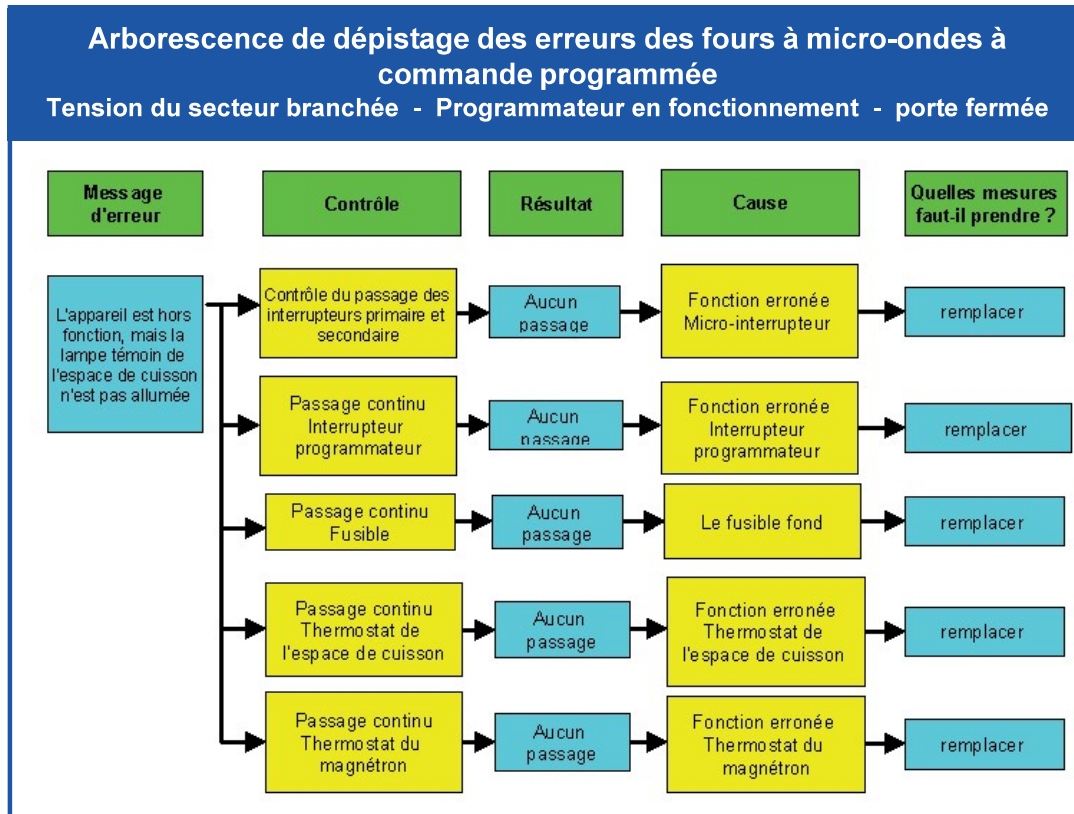 Arborescence de dépistage des erreurs des fours à micro-ondes à
commande programmée
Tension du secteur branchée - Programmateur en fonctionnement - porte fermée
Message
d'erreur
Contrôle
Résultat
Cause
Quelles mesures
faut-il prendre ?
L'appareil est hors
fonction, mais la
lampe témoin de
l'espace de cuisson
n'est pas allumée
Contrôle du passage des
interrupteurs primaire et
secondaire
Aucun
passage
Fonction erronée
Micro-interrupteur
remplacer
Passage continu
Interrupteur
programmateur
Aucun
passage
Fonction erronée
Interrupteur
programmateur
remplacer
Passage continu
Fusible
Aucun
passage
Le fusible fond
remplacer
Passage continu
Thermostat de
l'espace de cuisson
Aucun
passage
Fonction erronée
Thermostat de
l'espace de cuisson
remplacer
Passage continu
Thermostat du
magnétron
Aucun
passage
Fonction erronée
Thermostat du
magnétron
remplacer